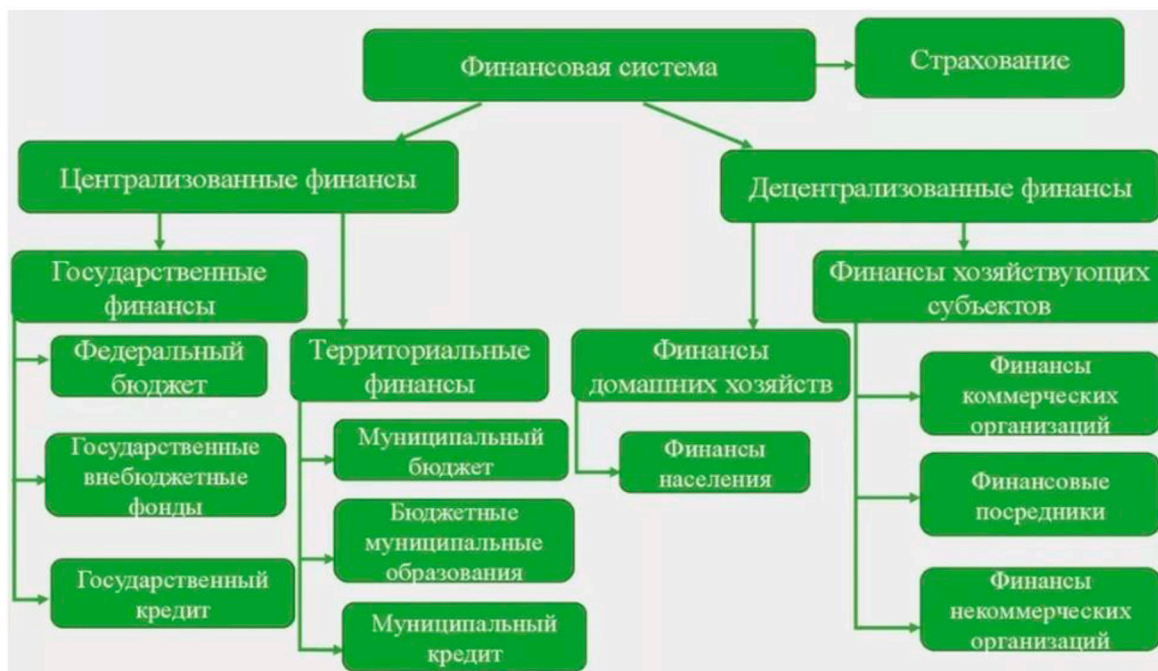 Финансовая система
Страхование
Централизованные финансы
Децентрализованные финансы
Государственные
финансы
Финансы хозяйствующих
субъектов
Федеральный
бюджет
Территориальные
финансы
Финансы
домашних хозяйств
Финансы
коммерческих
организаций
Государственные
внебюджетные
фонды
Муниципальный
бюджет
Финансы
населения
Финансовые
посредники
Бюджетные
муниципальные
образования
Государственный
кредит
Муниципальный
кредит
Финансы
некоммерческих
организаций